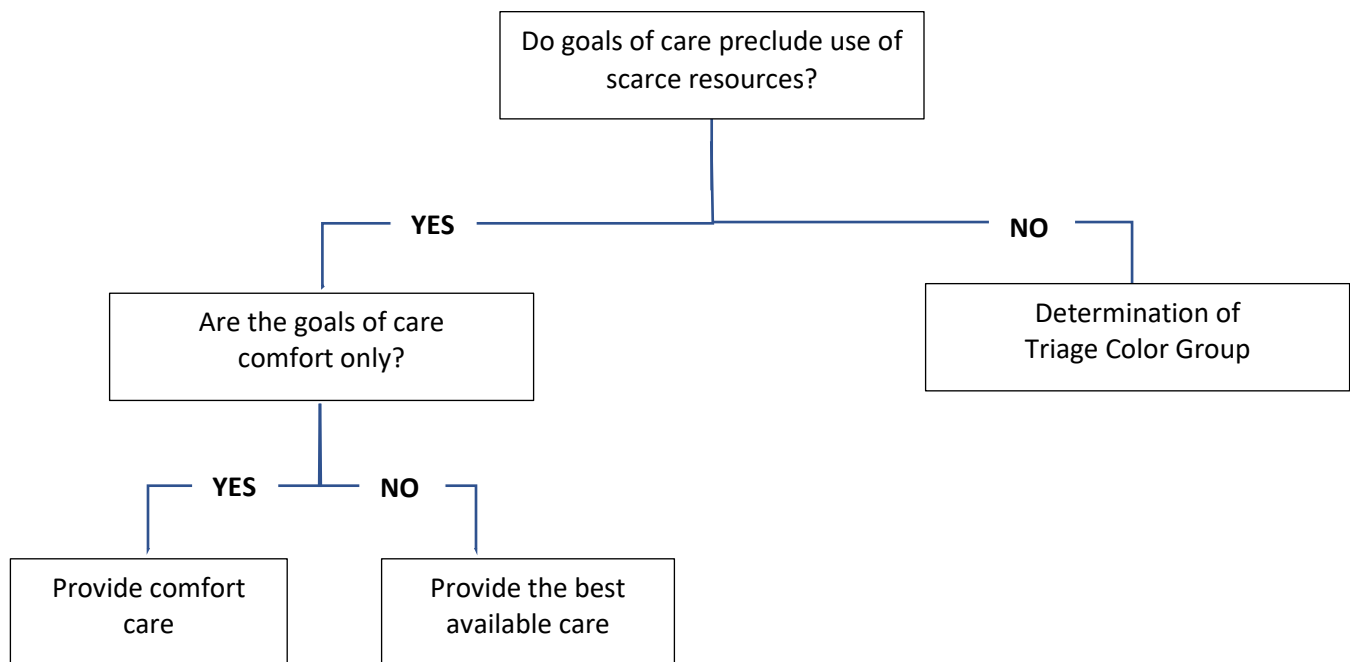 Do goals of care preclude use of
scarce resources?
YES
NO
Are the goals of care
comfort only?
Determination of
Triage Color Group
YES
NO
Provide comfort
care
Provide the best
available care